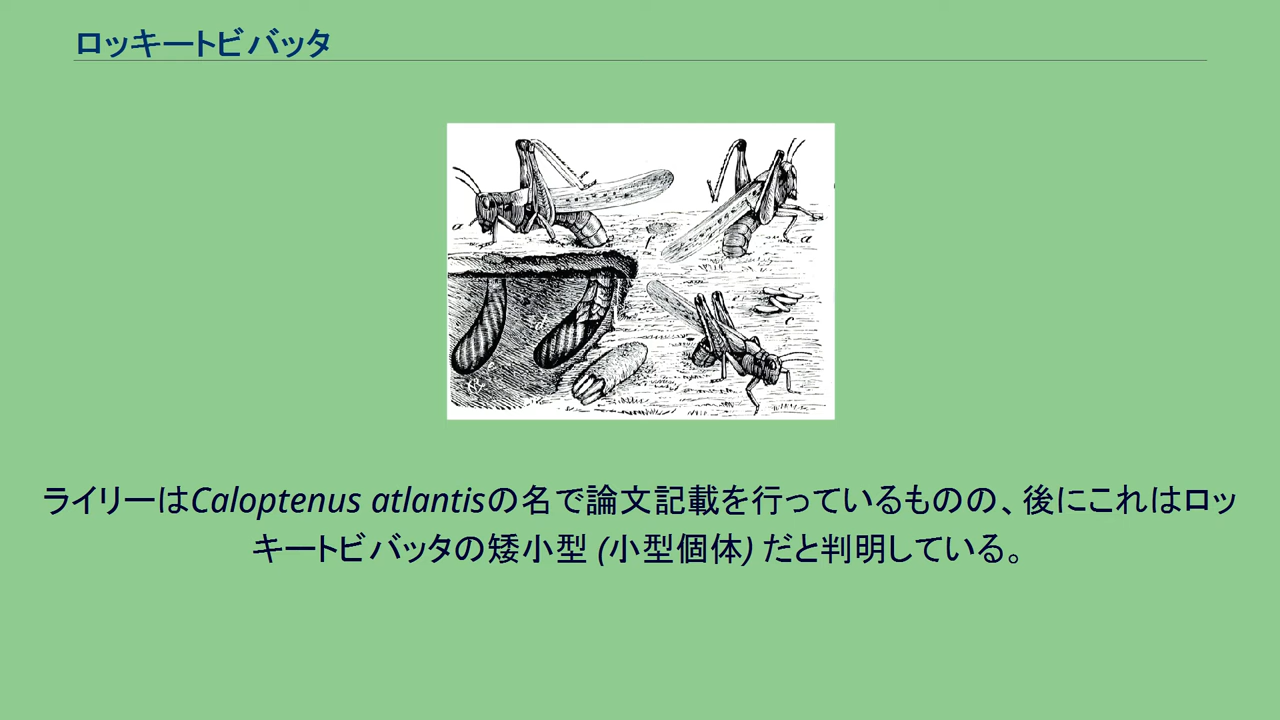 ロッキートビバッタ
a
a
c
ライリーはCaloptenus atlantisの名で論文記載を行っているものの、後にこれはロッ
キートビバッタの矮小型 (小型個体) だと判明している。